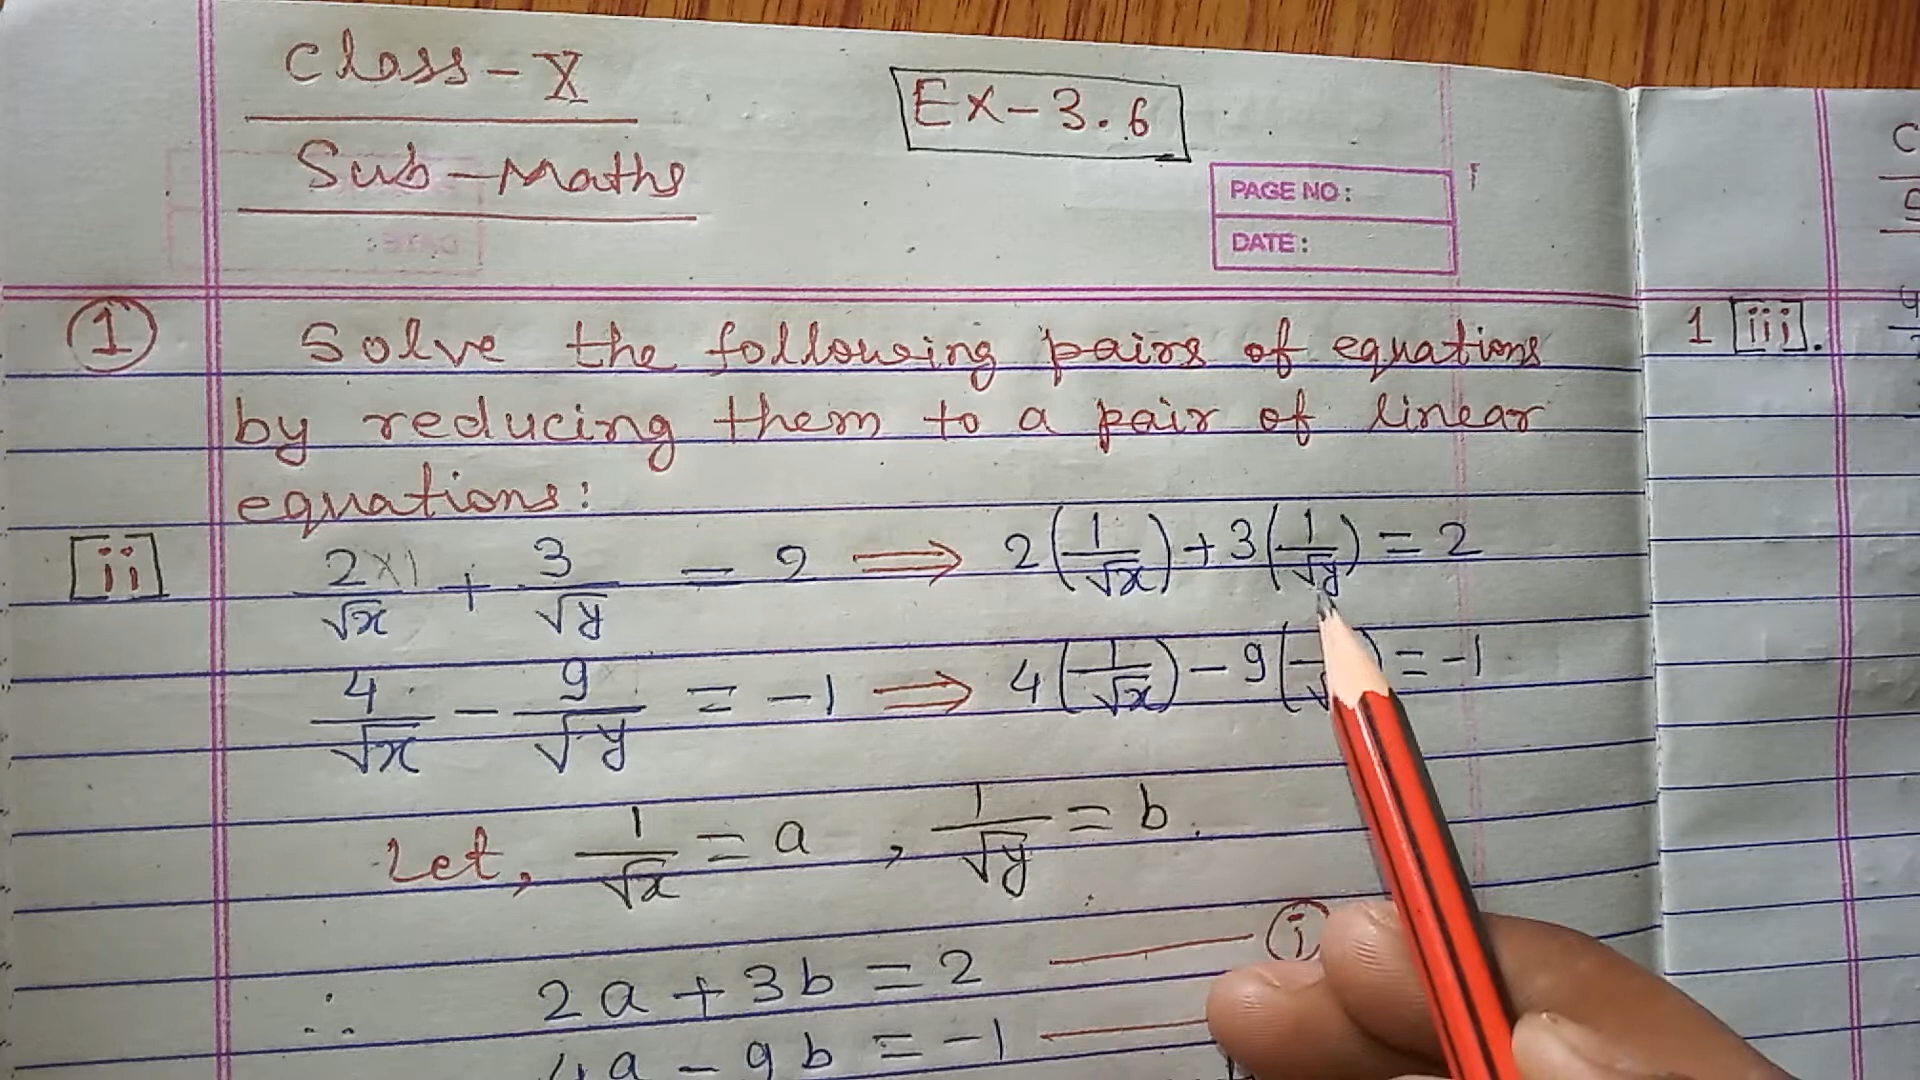 Class-X
Ex-3.6
Sub-Maths
PAGE NO:
DATE:
1 Solve the following pairs of equations
by reducing them to a pair of linear
equations:
ii 2×1/√x + 3/√y = 2 ⟹ 2(1/√x)+3(1/√y)=2
4/√x - 9/√y = -1 ⟹ 4(1/√x)-9(1/√ )=-1
Let, 1/√x = a, 1/√y = b.
∴ 2a+3b=2 — i
4a-9b=-1 —
1 iii.